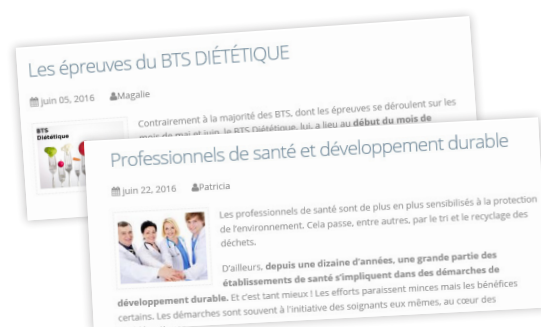 Les épreuves du BTS DIÉTÉTIQUE
juin 05, 2016 Magalie
BTS
Diététique
Contrairement à la majorité des BTS, dont les épreuves se déroulent sur les
mois de mai et juin, le BTS Diététique, lui, a lieu au début du mois de
Professionnels de santé et développement durable
juin 22, 2016 Patricia
Les professionnels de santé sont de plus en plus sensibilisés à la protection
de l'environnement. Cela passe, entre autres, par le tri et le recyclage des
déchets.
D'ailleurs, depuis une dizaine d'années, une grande partie des
établissements de santé s'impliquent dans des démarches de
développement durable. Et c'est tant mieux ! Les efforts paraissent minces mais les bénéfices
certains. Les démarches sont souvent à l'initiative des soignants eux mêmes, au cœur des